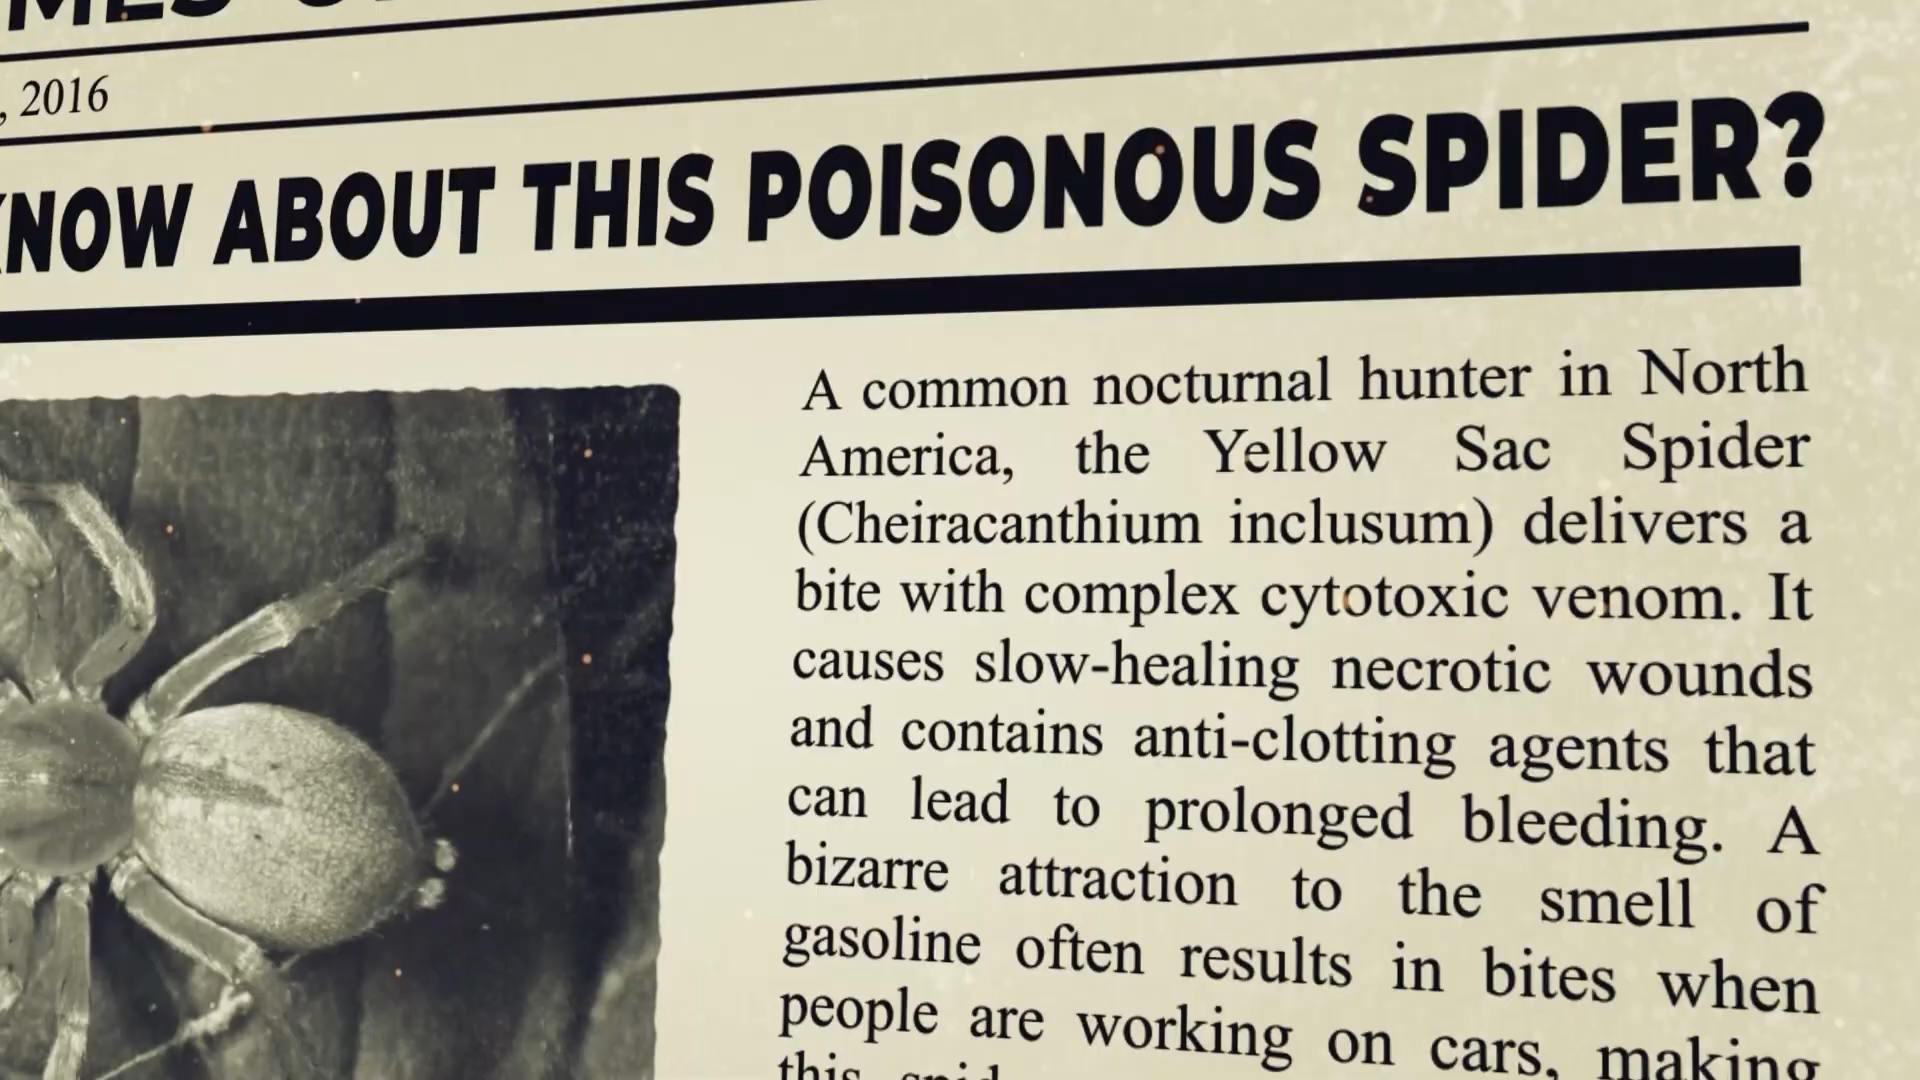 , 2016
KNOW ABOUT THIS POISONOUS SPIDER?
A common nocturnal hunter in North
America, the Yellow Sac Spider
(Cheiracanthium inclusum) delivers a
bite with complex cytotoxic venom. It
causes slow-healing necrotic wounds
and contains anti-clotting agents that
can lead to prolonged bleeding. A
bizarre attraction to the smell of
gasoline often results in bites when
people are working on cars, making
this